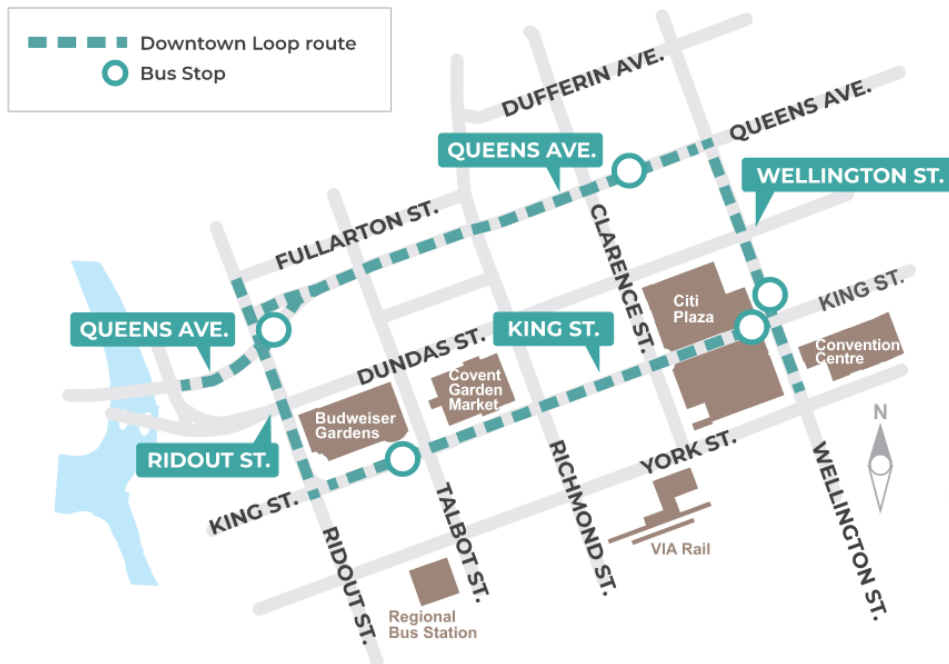 Downtown Loop route
Bus Stop
DUFFERIN AVE.
QUEENS AVE.
QUEENS AVE.
WELLINGTON ST.
FULLARTON ST.
CLARENCE ST.
Citi
Plaza
KING ST.
QUEENS AVE.
KING ST.
DUNDAS ST.
Convention
Centre
Covent
Garden
Market
Budweiser
Gardens
N
RIDOUT ST.
YORK ST.
KING ST.
TALBOT ST.
RICHMOND ST.
WELLINGTON ST.
RIDOUT ST.
VIA Rail
Regional
Bus Station